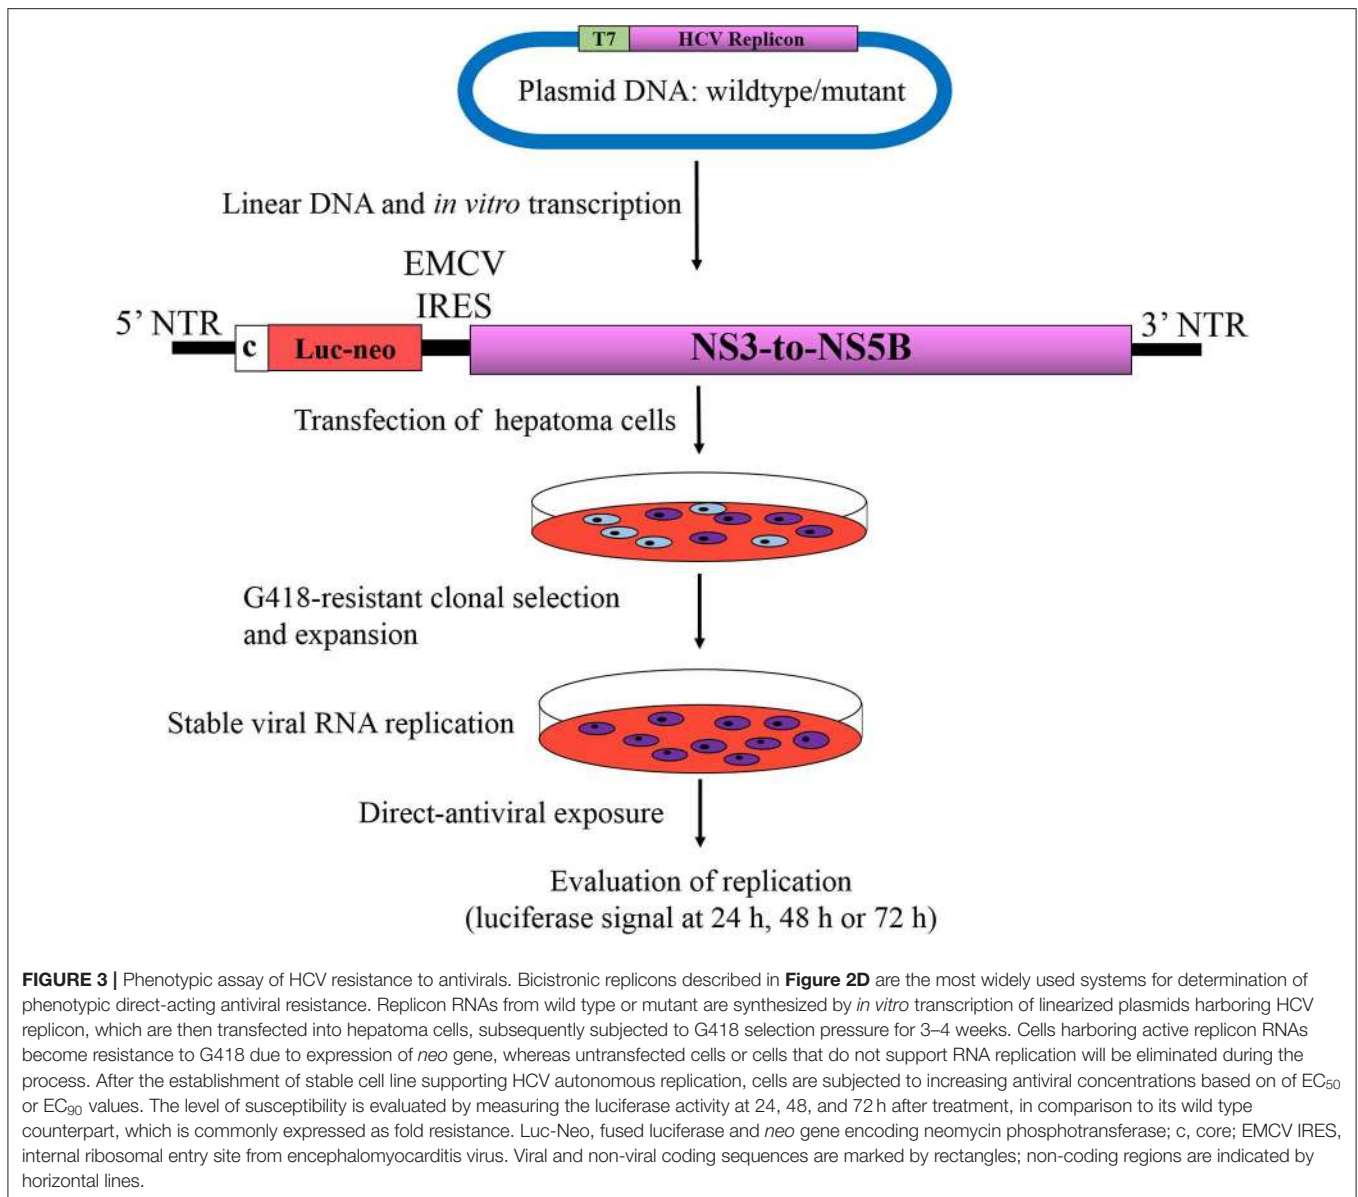 T7 HCV Replicon
Plasmid DNA: wildtype/mutant
Linear DNA and in vitro transcription
EMCV
IRES
5’ NTR
c Luc-neo NS3-to-NS5B
3’ NTR
Transfection of hepatoma cells
G418-resistant clonal selection
and expansion
Stable viral RNA replication
Direct-antiviral exposure
Evaluation of replication
(luciferase signal at 24 h, 48 h or 72 h)
FIGURE 3 | Phenotypic assay of HCV resistance to antivirals. Bicistronic replicons described in Figure 2D are the most widely used systems for determination of
phenotypic direct-acting antiviral resistance. Replicon RNAs from wild type or mutant are synthesized by in vitro transcription of linearized plasmids harboring HCV
replicon, which are then transfected into hepatoma cells, subsequently subjected to G418 selection pressure for 3–4 weeks. Cells harboring active replicon RNAs
become resistance to G418 due to expression of neo gene, whereas untransfected cells or cells that do not support RNA replication will be eliminated during the
process. After the establishment of stable cell line supporting HCV autonomous replication, cells are subjected to increasing antiviral concentrations based on of EC50
or EC90 values. The level of susceptibility is evaluated by measuring the luciferase activity at 24, 48, and 72 h after treatment, in comparison to its wild type
counterpart, which is commonly expressed as fold resistance. Luc-Neo, fused luciferase and neo gene encoding neomycin phosphotransferase; c, core; EMCV IRES,
internal ribosomal entry site from encephalomyocarditis virus. Viral and non-viral coding sequences are marked by rectangles; non-coding regions are indicated by
horizontal lines.